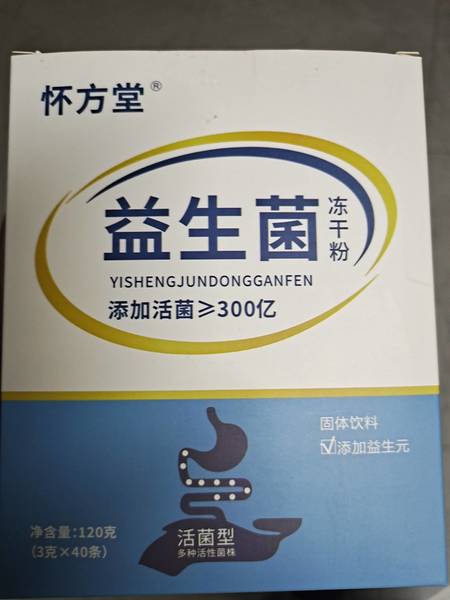 怀方堂®
益生菌
冻干粉
YISHENGJUNDONGGANFEN
添加活菌≥300亿
固体饮料
☑添加益生元
净含量:120克
(3克×40条)
活菌型
多种活性菌株